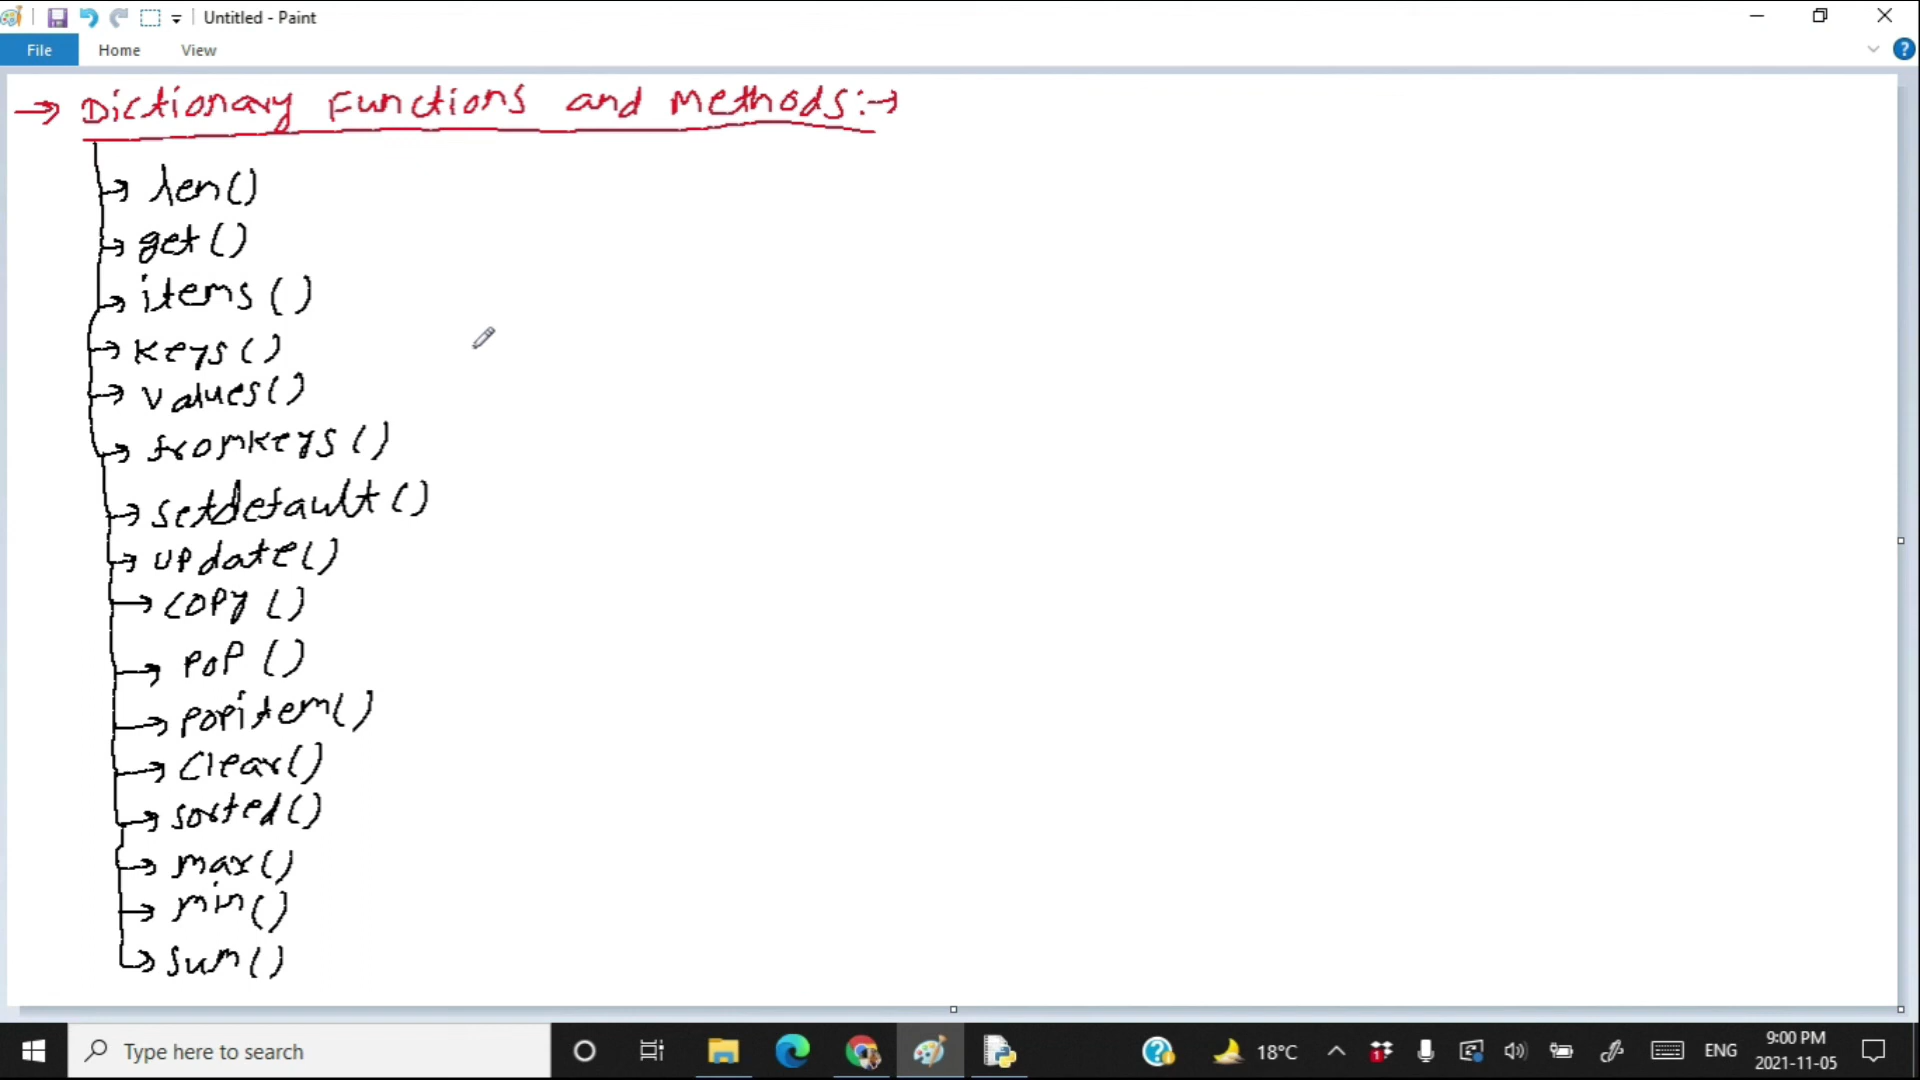 Untitled - Paint
File Home View
→ Dictionary Functions and Methods:→
→ len()
→ get()
→ items()
→ keys()
→ values()
→ fromkeys()
→ setdefault()
→ update()
→ copy()
→ pop()
→ popitem()
→ clear()
→ sorted()
→ max()
→ min()
→ sum()
Type here to search
18°C
ENG
9:00 PM
2021-11-05